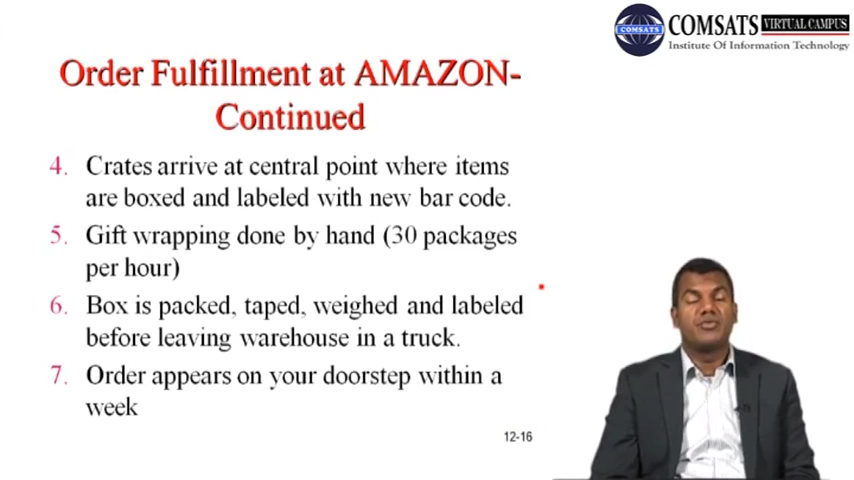 COMSATS
COMSATS VIRTUAL CAMPUS
Institute Of Information Technology
Order Fulfillment at AMAZON-
Continued
4. Crates arrive at central point where items
are boxed and labeled with new bar code.
5. Gift wrapping done by hand (30 packages
per hour)
6. Box is packed, taped, weighed and labeled
before leaving warehouse in a truck.
7. Order appears on your doorstep within a
week
12-16